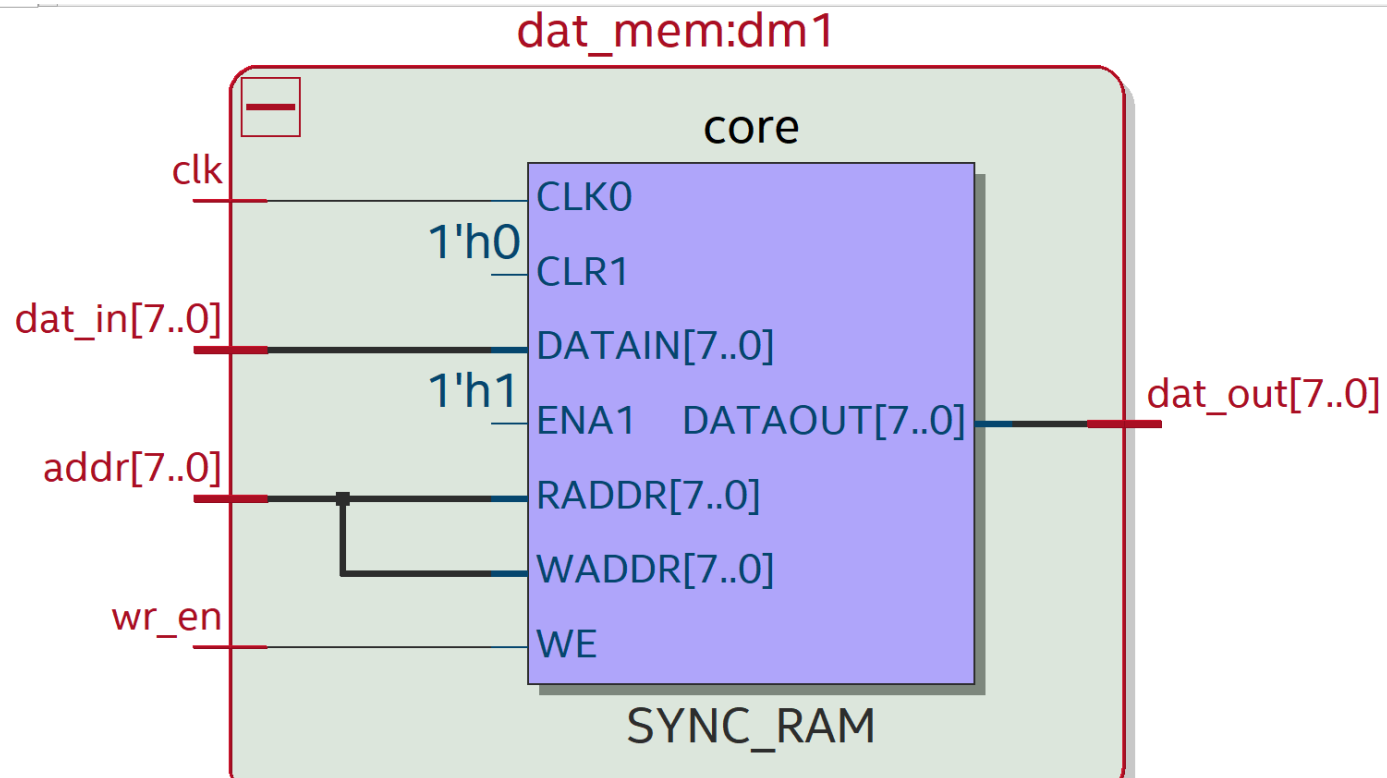 dat_mem:dm1
core
clk
CLK0
1'h0
CLR1
dat_in[7..0]
DATAIN[7..0]
1'h1
ENA1 DATAOUT[7..0]
dat_out[7..0]
addr[7..0]
RADDR[7..0]
WADDR[7..0]
wr_en
WE
SYNC_RAM